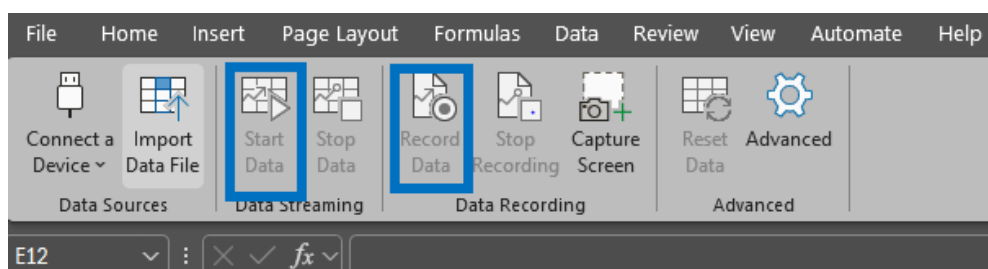 File Home Insert Page Layout Formulas Data Review View Automate Help
Connect a Import Start Stop Record Stop Capture Reset Advanced
Device Data File Data Data Data Recording Screen Data
Data Sources Data Streaming Data Recording Advanced
E12 fx